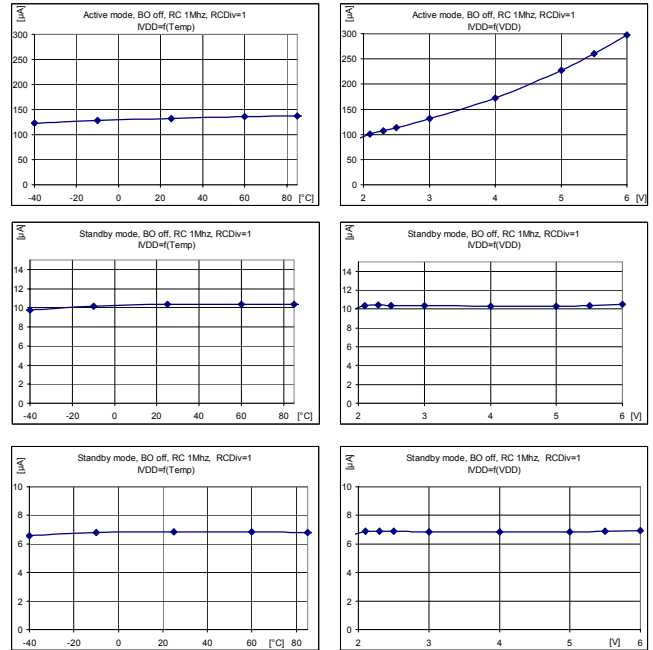 [µA]
Active mode, BO off, RC 1Mhz, RCDiv=1
IVDD=f(Temp)
300
250
200
150
100
50
0
-40 -20 0 20 40 60 80 [°C]
[µA]
Active mode, BO off, RC 1Mhz, RCDiv=1
IVDD=f(VDD)
300
250
200
150
100
50
0
2 3 4 5 6 [V]
[µA]
Standby mode, BO off, RC 1Mhz, RCDiv=1
IVDD=f(Temp)
14
12
10
8
6
4
2
0
-40 -20 0 20 40 60 80 [°C]
[µA]
Standby mode, BO off, RC 1Mhz, RCDiv=1
IVDD=f(VDD)
14
12
10
8
6
4
2
0
2 3 4 5 6 [V]
[µA]
Standby mode, BO off, RC 1Mhz, RCDiv=1
IVDD=f(Temp)
10
8
6
4
2
0
-40 -20 0 20 40 60 [°C] 80
[µA]
Standby mode, BO off, RC 1Mhz, RCDiv=1
IVDD=f(VDD)
10
8
6
4
2
0
2 3 4 5 [V] 6